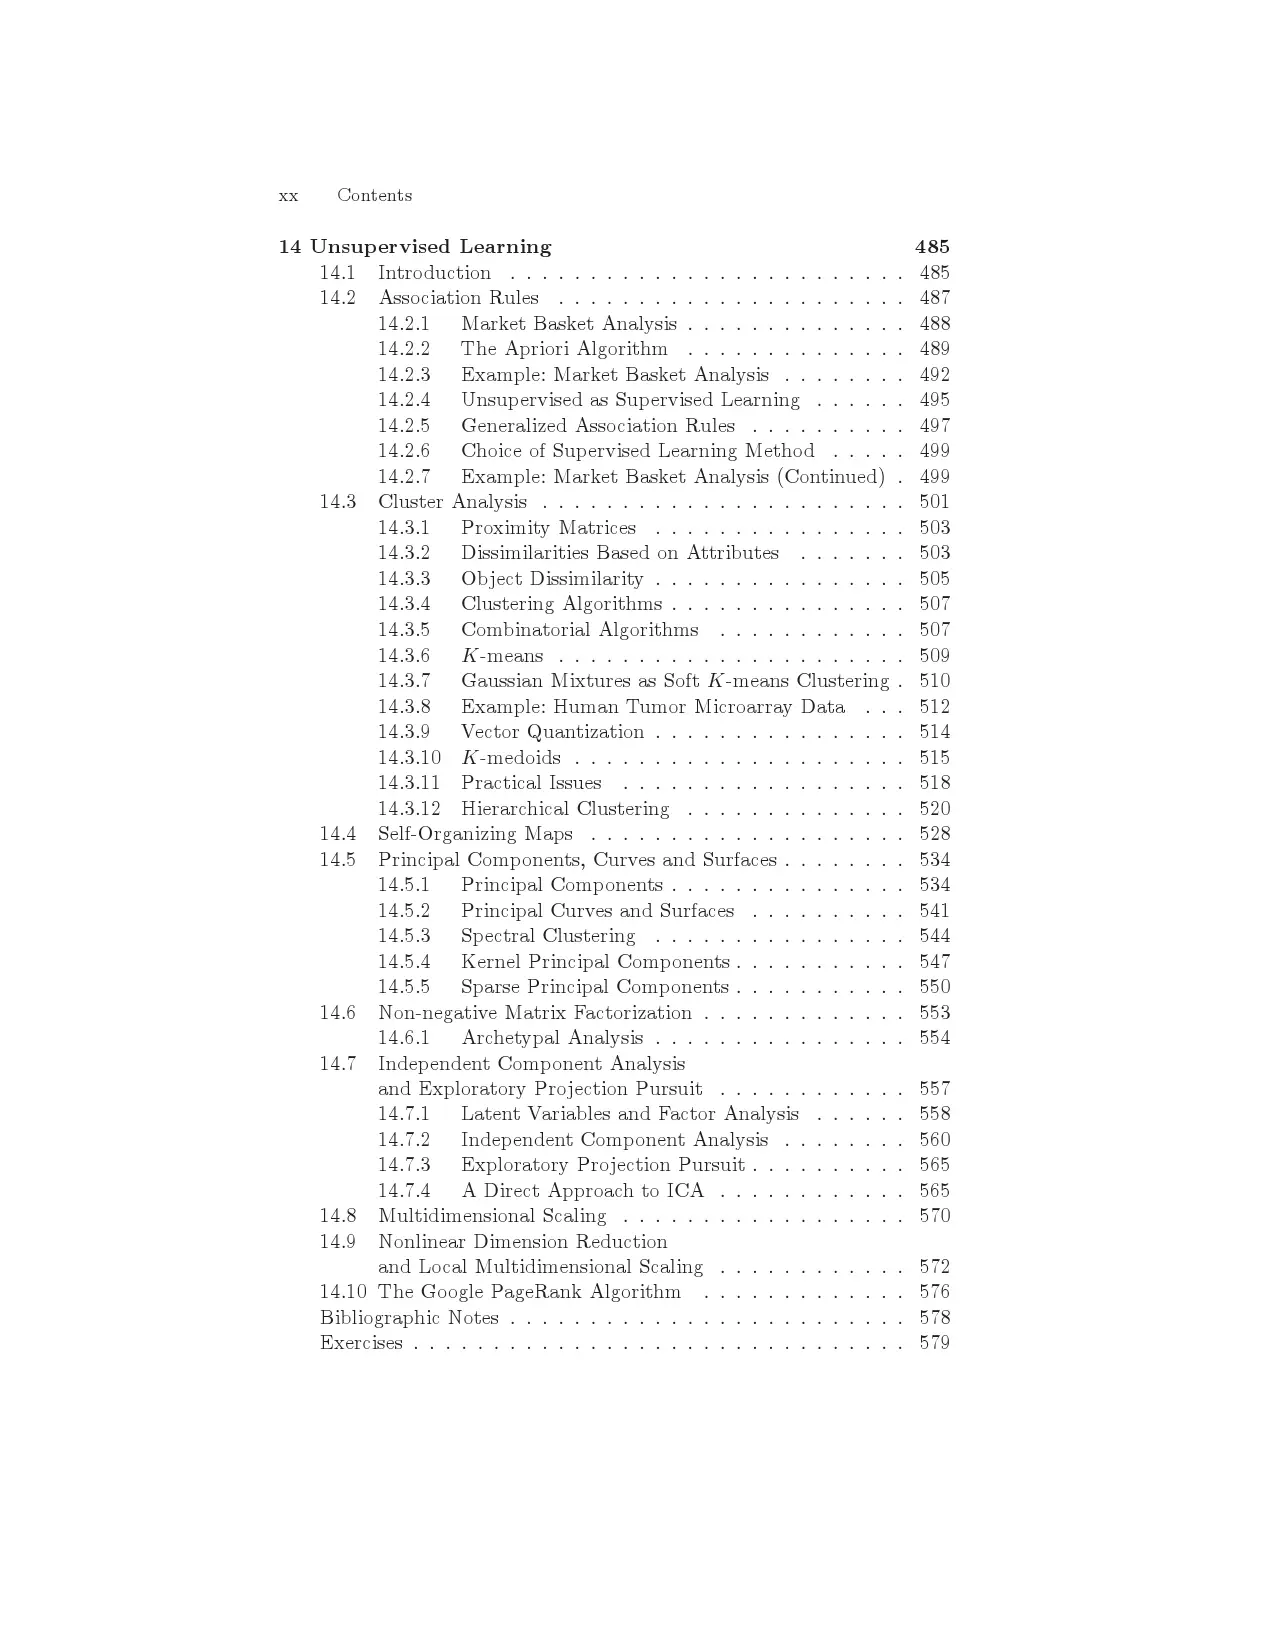 xx Contents
14 Unsupervised Learning 485
14.1 Introduction . . . . . . . . . . . . . . . . . . . . . . . . . 485
14.2 Association Rules . . . . . . . . . . . . . . . . . . . . . . 487
14.2.1 Market Basket Analysis . . . . . . . . . . . . . . 488
14.2.2 The Apriori Algorithm . . . . . . . . . . . . . . 489
14.2.3 Example: Market Basket Analysis . . . . . . . . 492
14.2.4 Unsupervised as Supervised Learning . . . . . . 495
14.2.5 Generalized Association Rules . . . . . . . . . . 497
14.2.6 Choice of Supervised Learning Method . . . . . 499
14.2.7 Example: Market Basket Analysis (Continued) . 499
14.3 Cluster Analysis . . . . . . . . . . . . . . . . . . . . . . . 501
14.3.1 Proximity Matrices . . . . . . . . . . . . . . . . 503
14.3.2 Dissimilarities Based on Attributes . . . . . . . 503
14.3.3 Object Dissimilarity . . . . . . . . . . . . . . . . 505
14.3.4 Clustering Algorithms . . . . . . . . . . . . . . . 507
14.3.5 Combinatorial Algorithms . . . . . . . . . . . . 507
14.3.6 K-means . . . . . . . . . . . . . . . . . . . . . . 509
14.3.7 Gaussian Mixtures as Soft K-means Clustering . 510
14.3.8 Example: Human Tumor Microarray Data . . . 512
14.3.9 Vector Quantization . . . . . . . . . . . . . . . . 514
14.3.10 K-medoids . . . . . . . . . . . . . . . . . . . . . 515
14.3.11 Practical Issues . . . . . . . . . . . . . . . . . . 518
14.3.12 Hierarchical Clustering . . . . . . . . . . . . . . 520
14.4 Self-Organizing Maps . . . . . . . . . . . . . . . . . . . . 528
14.5 Principal Components, Curves and Surfaces . . . . . . . . 534
14.5.1 Principal Components . . . . . . . . . . . . . . . 534
14.5.2 Principal Curves and Surfaces . . . . . . . . . . 541
14.5.3 Spectral Clustering . . . . . . . . . . . . . . . . 544
14.5.4 Kernel Principal Components . . . . . . . . . . . 547
14.5.5 Sparse Principal Components . . . . . . . . . . . 550
14.6 Non-negative Matrix Factorization . . . . . . . . . . . . . 553
14.6.1 Archetypal Analysis . . . . . . . . . . . . . . . . 554
14.7 Independent Component Analysis
and Exploratory Projection Pursuit . . . . . . . . . . . . 557
14.7.1 Latent Variables and Factor Analysis . . . . . . 558
14.7.2 Independent Component Analysis . . . . . . . . 560
14.7.3 Exploratory Projection Pursuit . . . . . . . . . . 565
14.7.4 A Direct Approach to ICA . . . . . . . . . . . . 565
14.8 Multidimensional Scaling . . . . . . . . . . . . . . . . . . 570
14.9 Nonlinear Dimension Reduction
and Local Multidimensional Scaling . . . . . . . . . . . . 572
14.10 The Google PageRank Algorithm . . . . . . . . . . . . . 576
Bibliographic Notes . . . . . . . . . . . . . . . . . . . . . . . . . 578
Exercises . . . . . . . . . . . . . . . . . . . . . . . . . . . . . . . 579